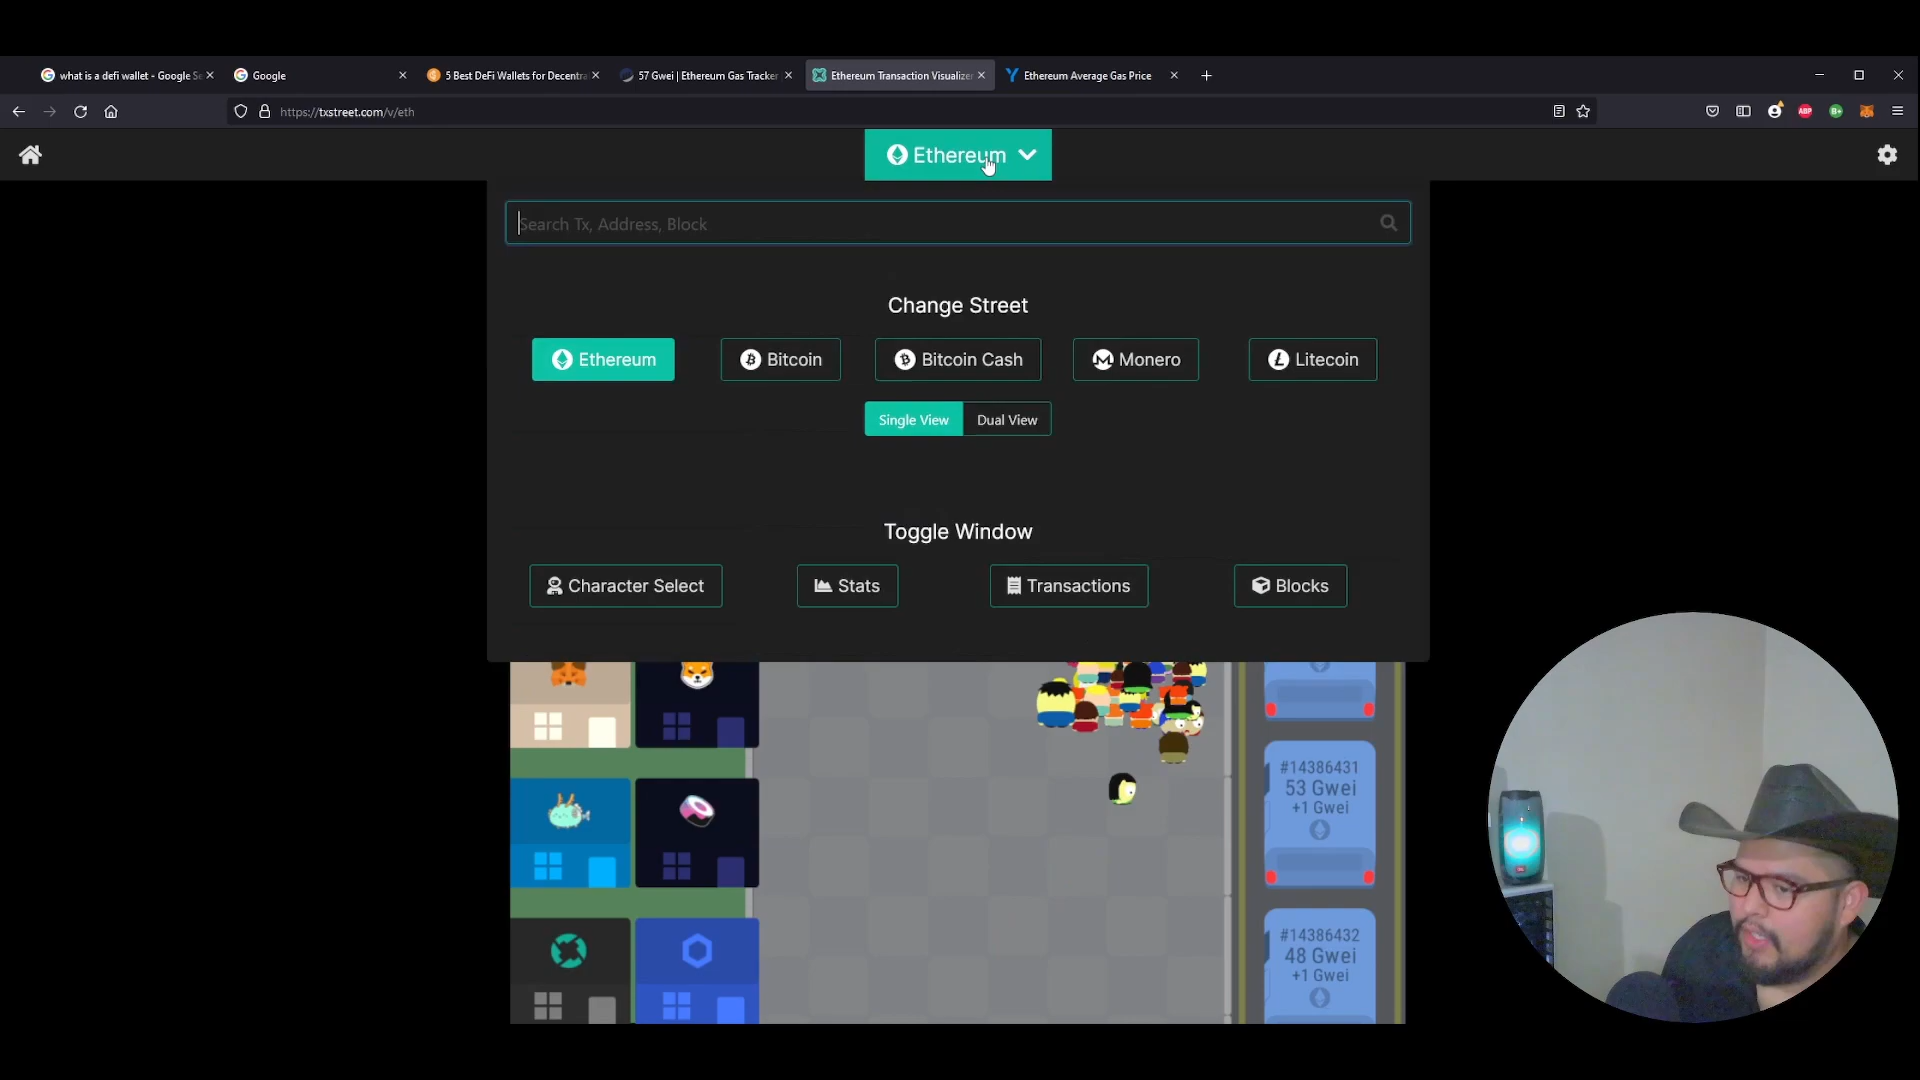 what is a defi wallet - Google Se
Google
5 Best DeFi Wallets for Decentra
57 Gwei | Ethereum Gas Tracker
Ethereum Transaction Visualizer
Ethereum Average Gas Price
https://txstreet.com/v/eth
ABP
Ethereum
Search Tx, Address, Block
Change Street
Ethereum
Bitcoin
Bitcoin Cash
Monero
Litecoin
Single View
Dual View
Toggle Window
Character Select
Stats
Transactions
Blocks
#14386431
53 Gwei
+1 Gwei
#14386432
48 Gwei
+1 Gwei